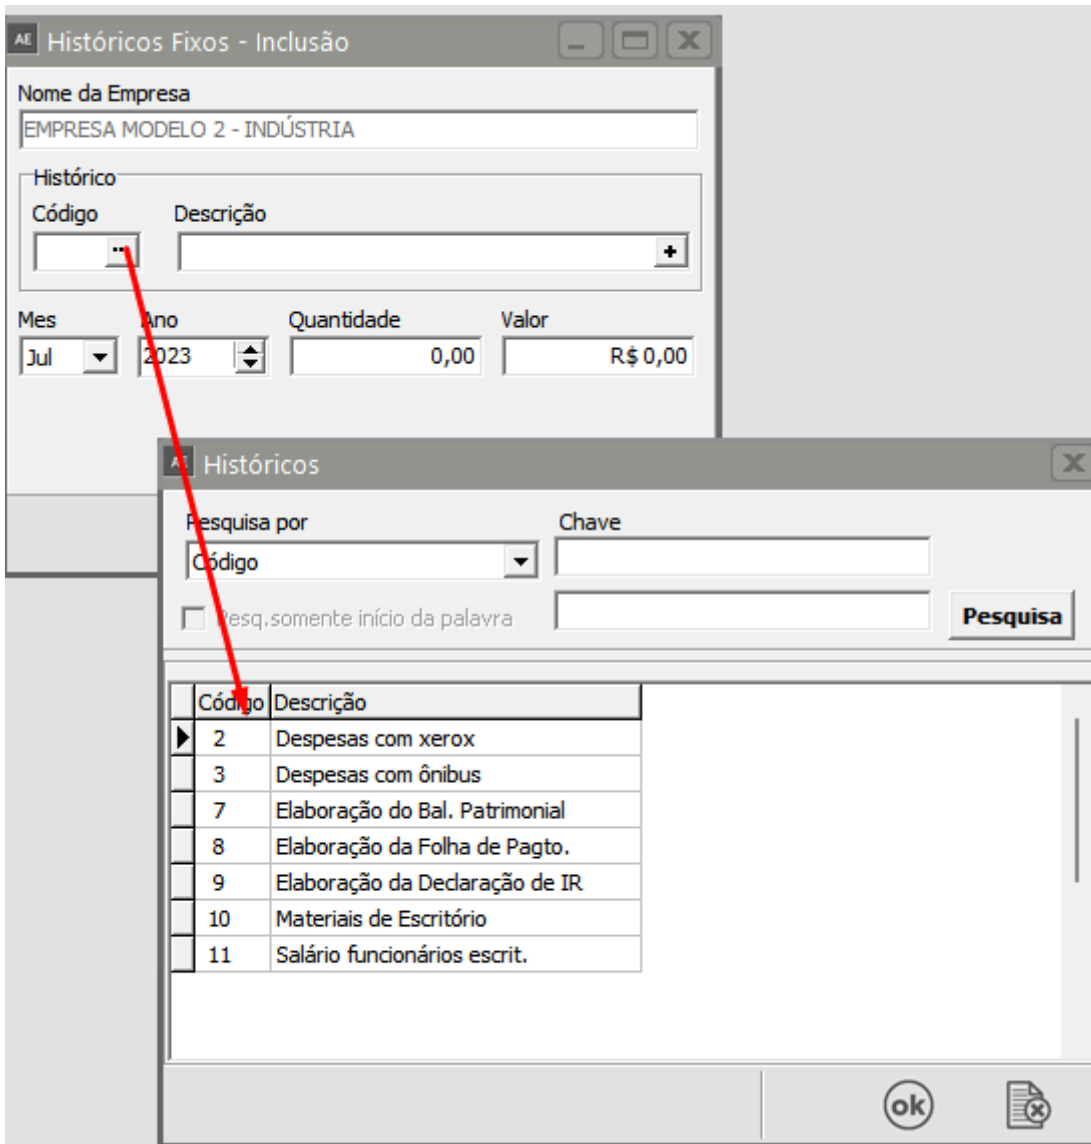 AE Históricos Fixos - Inclusão
Nome da Empresa
EMPRESA MODELO 2 - INDÚSTRIA
Histórico
Código Descrição
... +
Mes Ano Quantidade Valor
Jul 2023 0,00 R$ 0,00
AE Históricos
Pesquisa por Chave
Código
Pesq.somente início da palavra Pesquisa
Código Descrição
2 Despesas com xerox
3 Despesas com ônibus
7 Elaboração do Bal. Patrimonial
8 Elaboração da Folha de Pagto.
9 Elaboração da Declaração de IR
10 Materiais de Escritório
11 Salário funcionários escrit.
ok